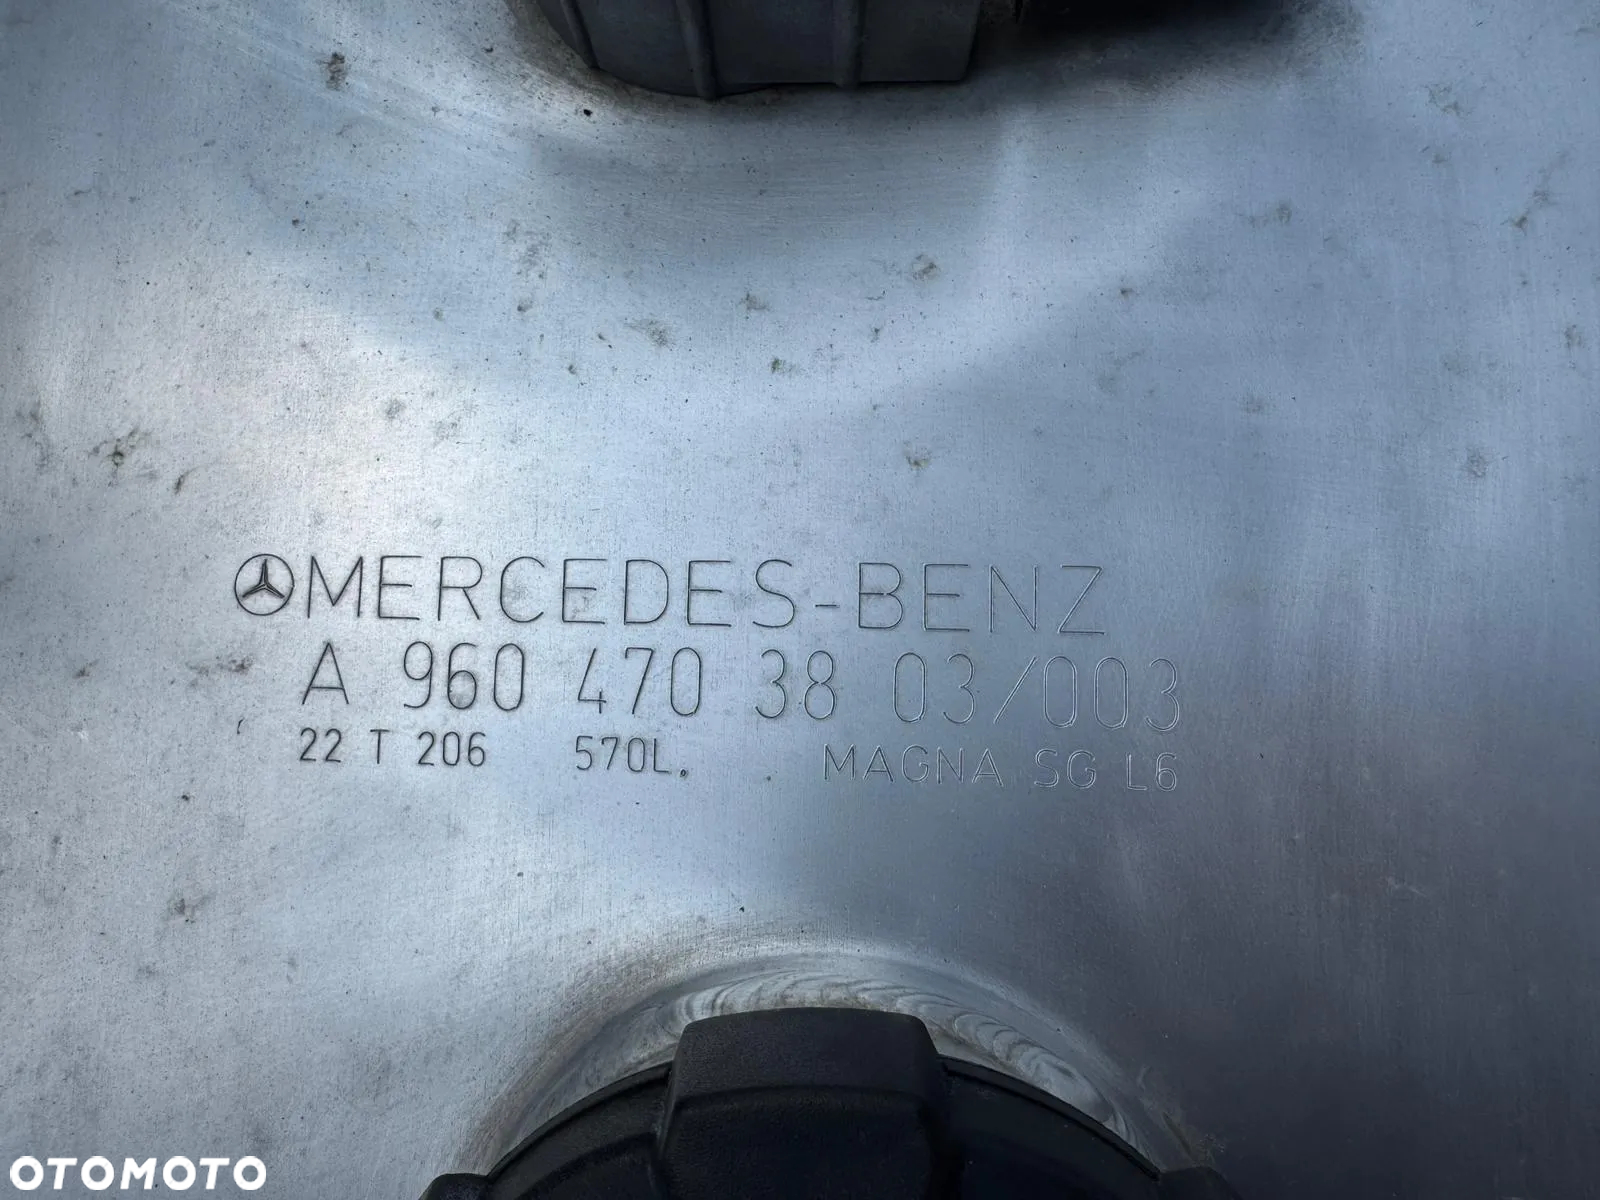 MERCEDES-BENZ
A 960 470 38 03/003
22 T 206 570L. MAGNA SG L6
OTOMOTO